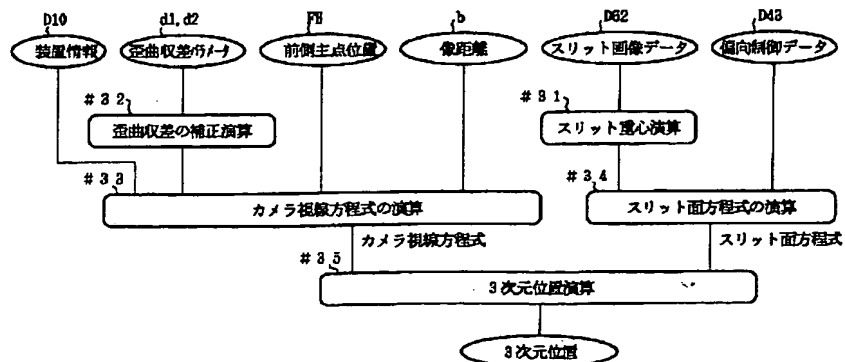 D10 d1,d2 FH b D62 D43
装置情報 歪曲収差パラメータ 前側主点位置 像距離 スリット画像データ 偏向制御データ
#32 #31
歪曲収差の補正演算 スリット重心演算
#33 #34
カメラ視線方程式の演算 スリット面方程式の演算
カメラ視線方程式 スリット面方程式
#35
3次元位置演算
3次元位置